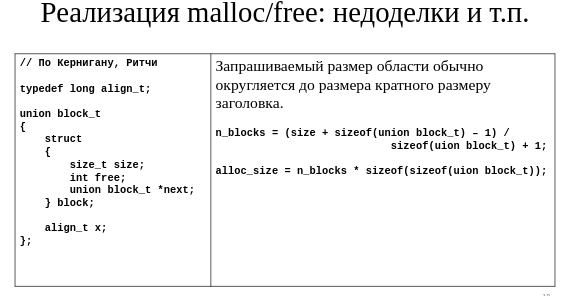 Реализация malloc/free: недоделки и т.п.
// По Кернигану, Ритчи
typedef long align_t;
union block_t
{
    struct
    {
        size_t size;
        int free;
        union block_t *next;
    } block;
    align_t x;
};
Запрашиваемый размер области обычно
округляется до размера кратного размеру
заголовка.
n_blocks = (size + sizeof(union block_t) – 1) /
sizeof(uion block_t) + 1;
alloc_size = n_blocks * sizeof(sizeof(uion block_t));